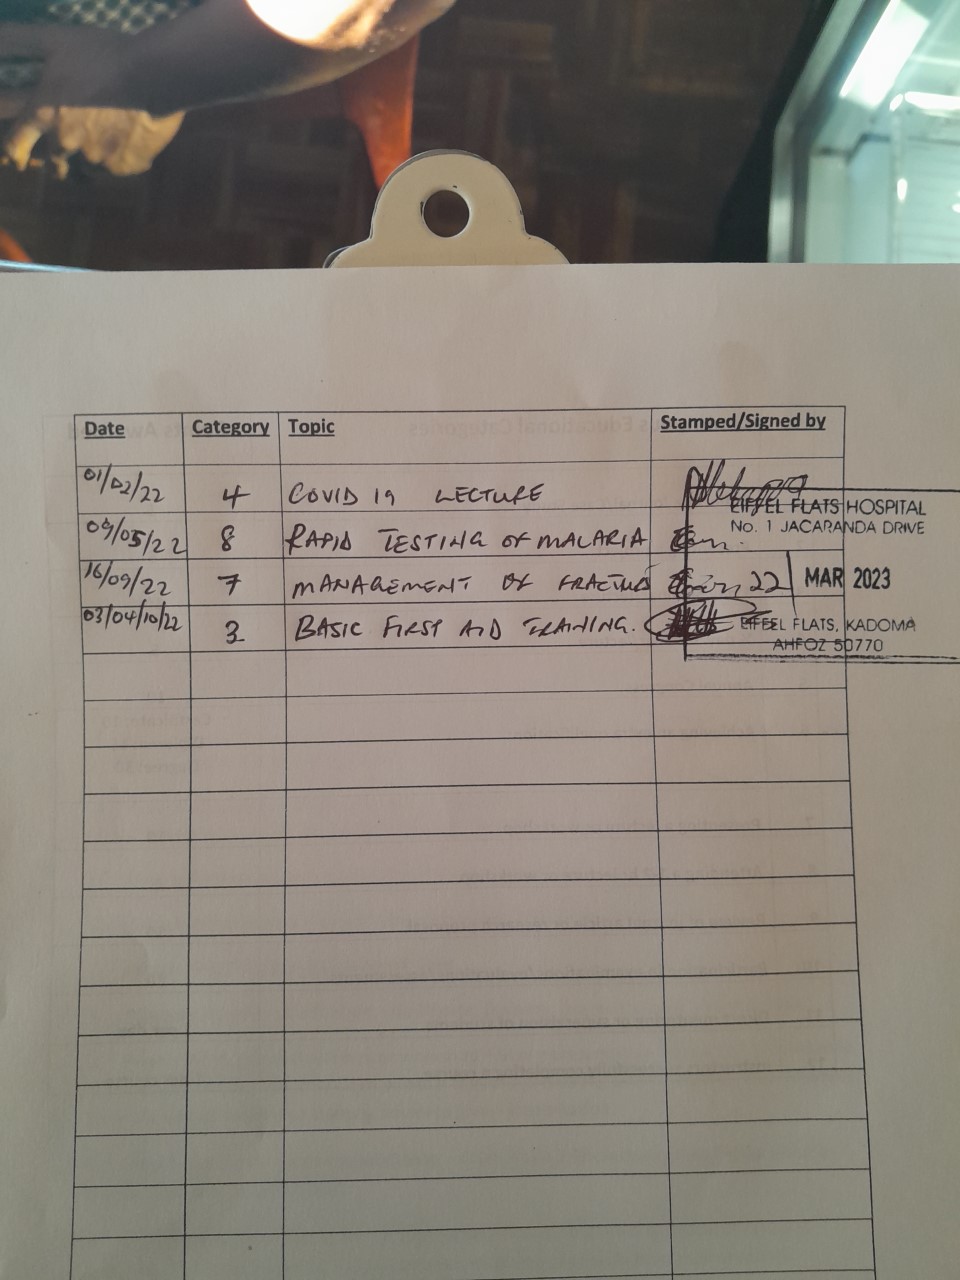 Date Category Topic Stamped/Signed by
01/02/22 4 COVID 19 LECTURE
EIFFEL FLATS HOSPITAL
No. 1 JACARANDA DRIVE
09/05/22 8 RAPID TESTING OF MALARIA
16/09/22 7 MANAGEMENT OF
22 MAR 2023
03/04/10/22 3 BASIC FIRST AID TRAINING.
EIFFEL FLATS, KADOMA
AHFOZ 50770